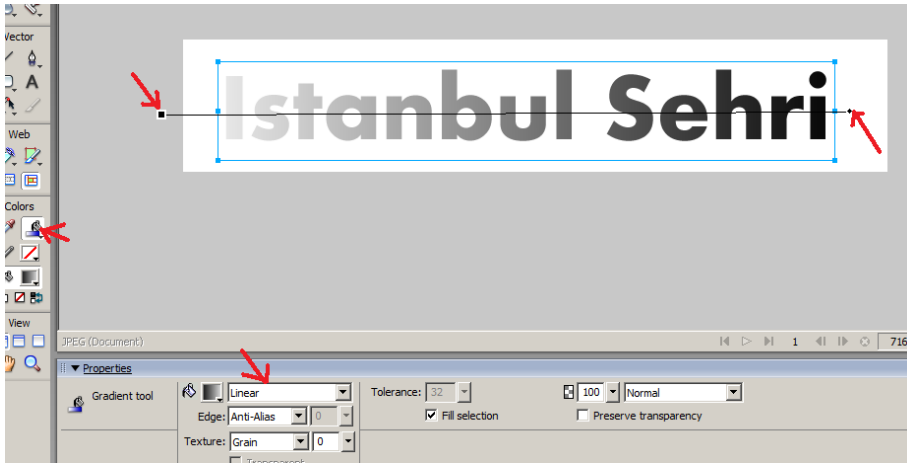 Vector
A
Web
Colors
View
Istanbul Sehri
JPEG (Document)
1
716
Properties
Gradient tool
Linear
Edge: Anti-Alias 0
Texture: Grain 0
Transparent
Tolerance: 32
Fill selection
100 Normal
Preserve transparency